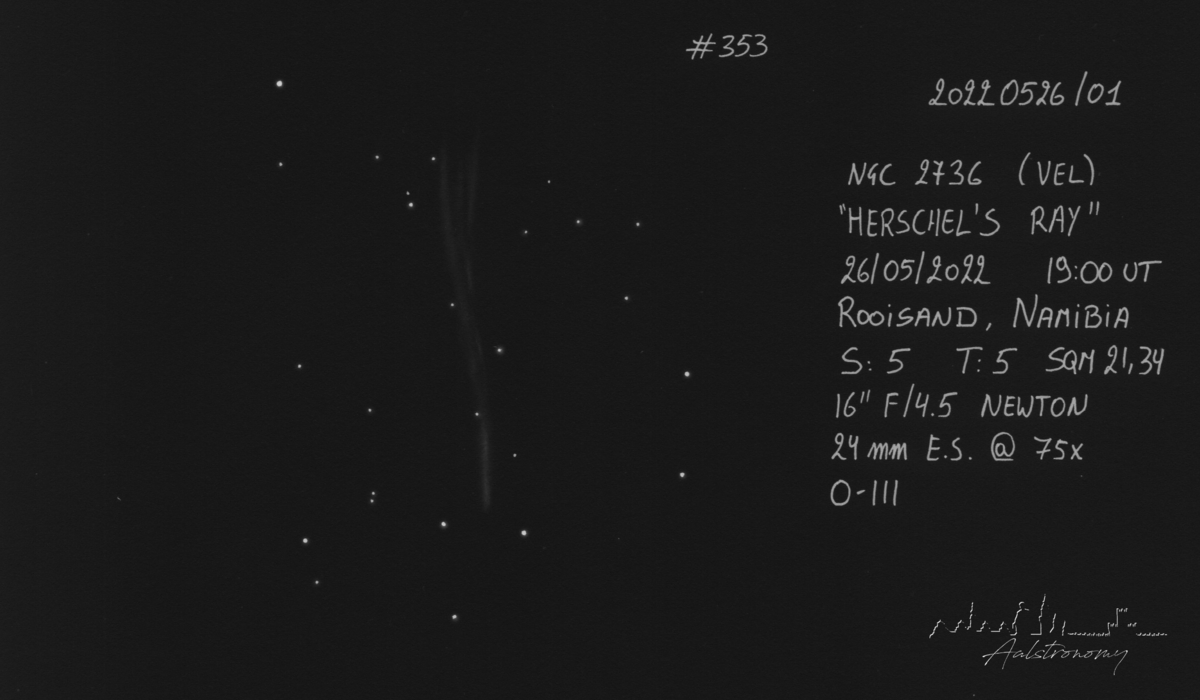 #353
20220526/01
NGC 2736 (VEL)
"HERSCHEL'S RAY"
26/05/2022 19:00 UT
ROOISAND, NAMIBIA
S: 5 T: 5 SQM 21,34
16" F/4.5 NEWTON
24 mm E.S. @ 75x
O-III
Aalstronomy